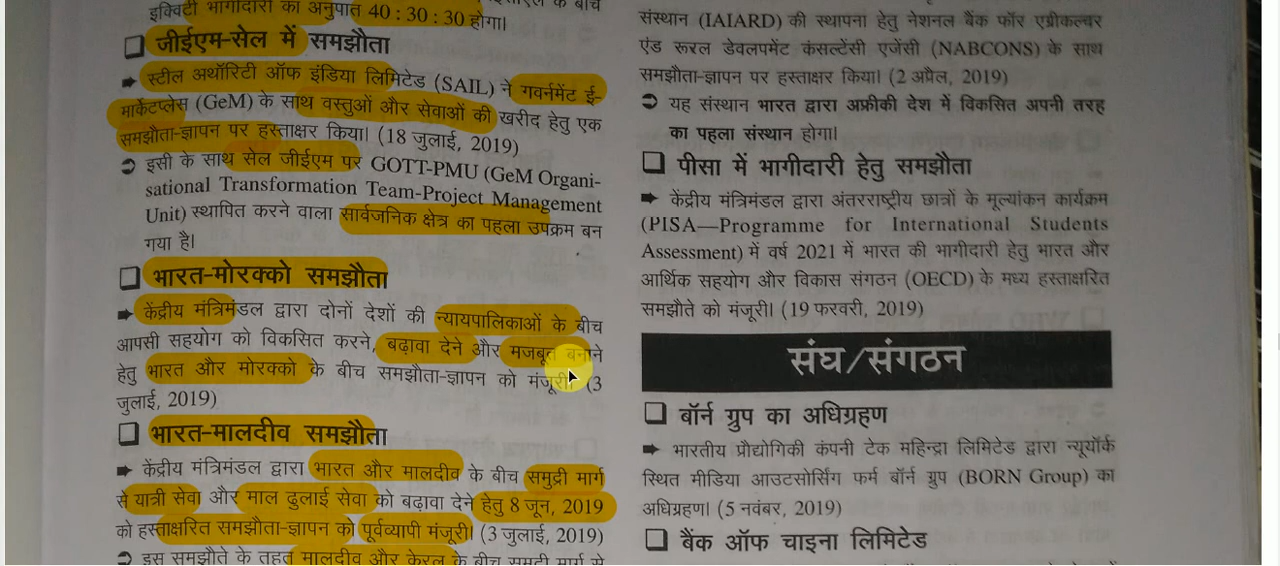 इक्विटी भागीदारी का अनुपात 40 : 30 : 30 होगा।
❑ जीईएम-सेल में समझौता
➡ स्टील अथॉरिटी ऑफ इंडिया लिमिटेड (SAIL) ने गवर्नमेंट ई-
मार्केटप्लेस (GeM) के साथ वस्तुओं और सेवाओं की खरीद हेतु एक
समझौता-ज्ञापन पर हस्ताक्षर किया। (18 जुलाई, 2019)
➲ इसी के साथ सेल जीईएम पर GOTT-PMU (GeM Organi-
sational Transformation Team-Project Management
Unit) स्थापित करने वाला सार्वजनिक क्षेत्र का पहला उपक्रम बन
गया है।
❑ भारत-मोरक्को समझौता
➡ केंद्रीय मंत्रिमंडल द्वारा दोनों देशों की न्यायपालिकाओं के बीच
आपसी सहयोग को विकसित करने, बढ़ावा देने और मजबूत बनाने
हेतु भारत और मोरक्को के बीच समझौता-ज्ञापन को मंजूरी। (3
जुलाई, 2019)
❑ भारत-मालदीव समझौता
➡ केंद्रीय मंत्रिमंडल द्वारा भारत और मालदीव के बीच समुद्री मार्ग
से यात्री सेवा और माल ढुलाई सेवा को बढ़ावा देने हेतु 8 जून, 2019
को हस्ताक्षरित समझौता-ज्ञापन को पूर्वव्यापी मंजूरी। (3 जुलाई, 2019)
➲ इस समझौते के तहत मालदीव और केरल के बीच समुद्री मार्ग से
संस्थान (IAIARD) की स्थापना हेतु नेशनल बैंक फॉर एग्रीकल्चर
एंड रूरल डेवलपमेंट कंसल्टेंसी एजेंसी (NABCONS) के साथ
समझौता-ज्ञापन पर हस्ताक्षर किया। (2 अप्रैल, 2019)
➲ यह संस्थान भारत द्वारा अफ्रीकी देश में विकसित अपनी तरह
का पहला संस्थान होगा।
❑ पीसा में भागीदारी हेतु समझौता
➡ केंद्रीय मंत्रिमंडल द्वारा अंतरराष्ट्रीय छात्रों के मूल्यांकन कार्यक्रम
(PISA—Programme for International Students
Assessment) में वर्ष 2021 में भारत की भागीदारी हेतु भारत और
आर्थिक सहयोग और विकास संगठन (OECD) के मध्य हस्ताक्षरित
समझौते को मंजूरी। (19 फरवरी, 2019)
संघ/संगठन
❑ बॉर्न ग्रुप का अधिग्रहण
➡ भारतीय प्रौद्योगिकी कंपनी टेक महिन्द्रा लिमिटेड द्वारा न्यूयॉर्क
स्थित मीडिया आउटसोर्सिंग फर्म बॉर्न ग्रुप (BORN Group) का
अधिग्रहण। (5 नवंबर, 2019)
❑ बैंक ऑफ चाइना लिमिटेड